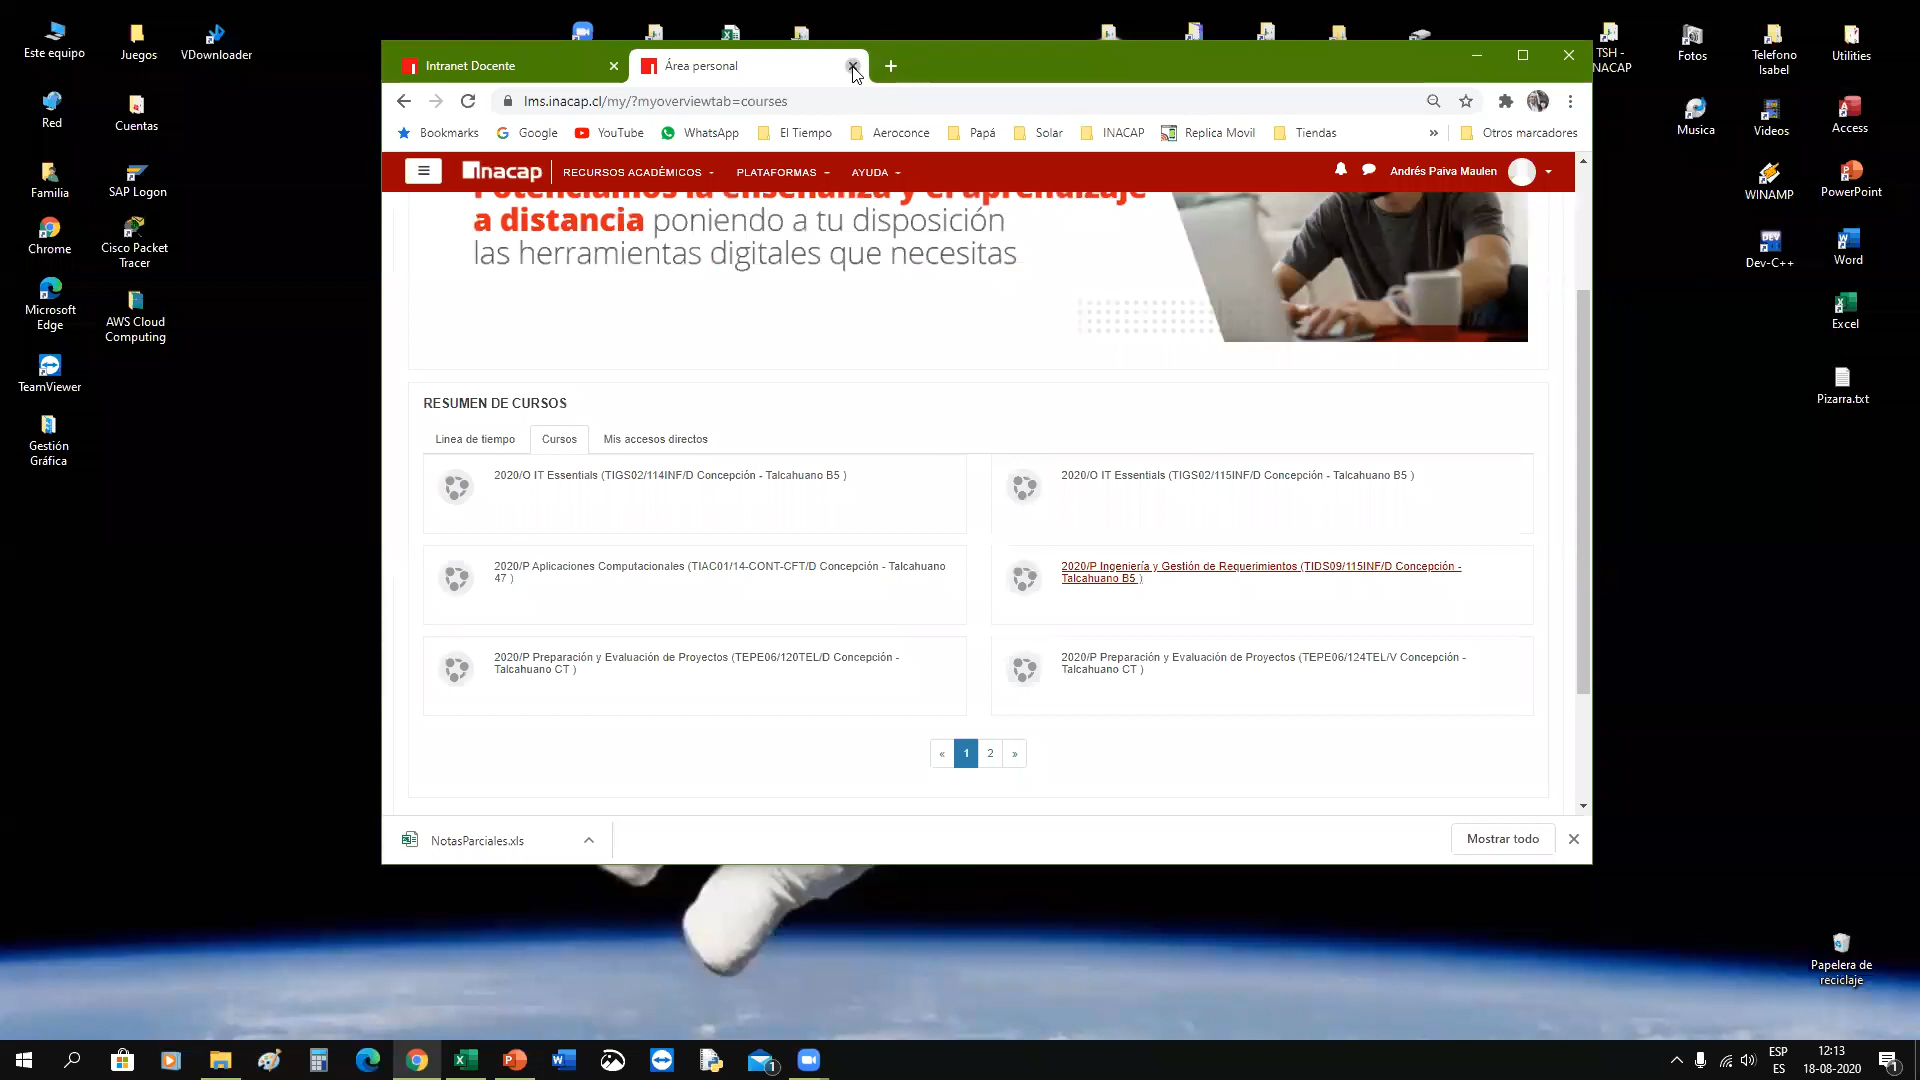 Este equipo
Juegos
VDownloader
Red
Cuentas
Familia
SAP Logon
Chrome
Cisco Packet
Tracer
Microsoft
Edge
AWS Cloud
Computing
TeamViewer
Gestión
Gráfica
TSH -
INACAP
Fotos
Telefono
Isabel
Utilities
Musica
Videos
Access
WINAMP
PowerPoint
Dev-C++
Word
Excel
Pizarra.txt
Papelera de
reciclaje
Intranet Docente
Área personal
lms.inacap.cl/my/?myoverviewtab=courses
Bookmarks Google YouTube WhatsApp El Tiempo Aeroconce Papá Solar INACAP Replica Movil Tiendas » Otros marcadores
Inacap RECURSOS ACADÉMICOS PLATAFORMAS AYUDA Andrés Paiva Maulen
Potenciamos la enseñanza y el aprendizaje
a distancia poniendo a tu disposición
las herramientas digitales que necesitas
RESUMEN DE CURSOS
Linea de tiempo Cursos Mis accesos directos
2020/O IT Essentials (TIGS02/114INF/D Concepción - Talcahuano B5 )
2020/O IT Essentials (TIGS02/115INF/D Concepción - Talcahuano B5 )
2020/P Aplicaciones Computacionales (TIAC01/14-CONT-CFT/D Concepción - Talcahuano
47 )
2020/P Ingeniería y Gestión de Requerimientos (TIDS09/115INF/D Concepción -
Talcahuano B5 )
2020/P Preparación y Evaluación de Proyectos (TEPE06/120TEL/D Concepción -
Talcahuano CT )
2020/P Preparación y Evaluación de Proyectos (TEPE06/124TEL/V Concepción -
Talcahuano CT )
« 1 2 »
NotasParciales.xls
Mostrar todo
1
ESP
ES
12:13
18-08-2020
1